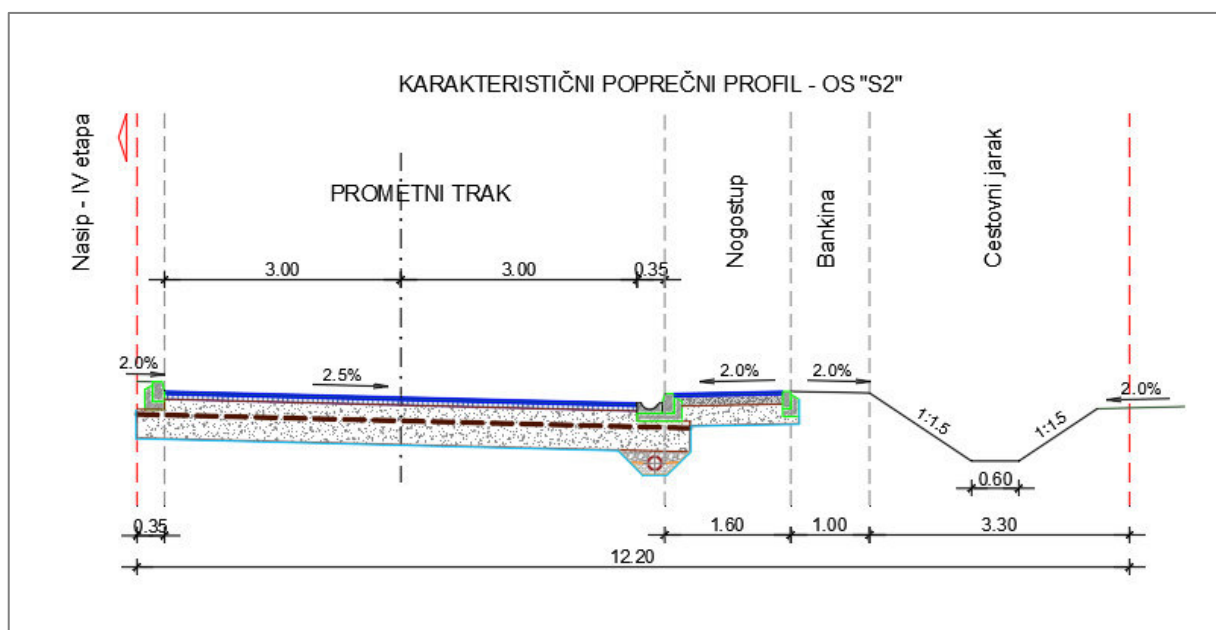 KARAKTERISTIČNI POPREČNI PROFIL - OS "S2"
Nasip - IV etapa
PROMETNI TRAK
Nogostup
Bankina
Cestovni jarak
3.00
3.00
0.35
2.0%
2.5%
2.0%
2.0%
2.0%
1:1.5
1:1.5
0.60
0.35
1.60
1.00
3.30
12.20